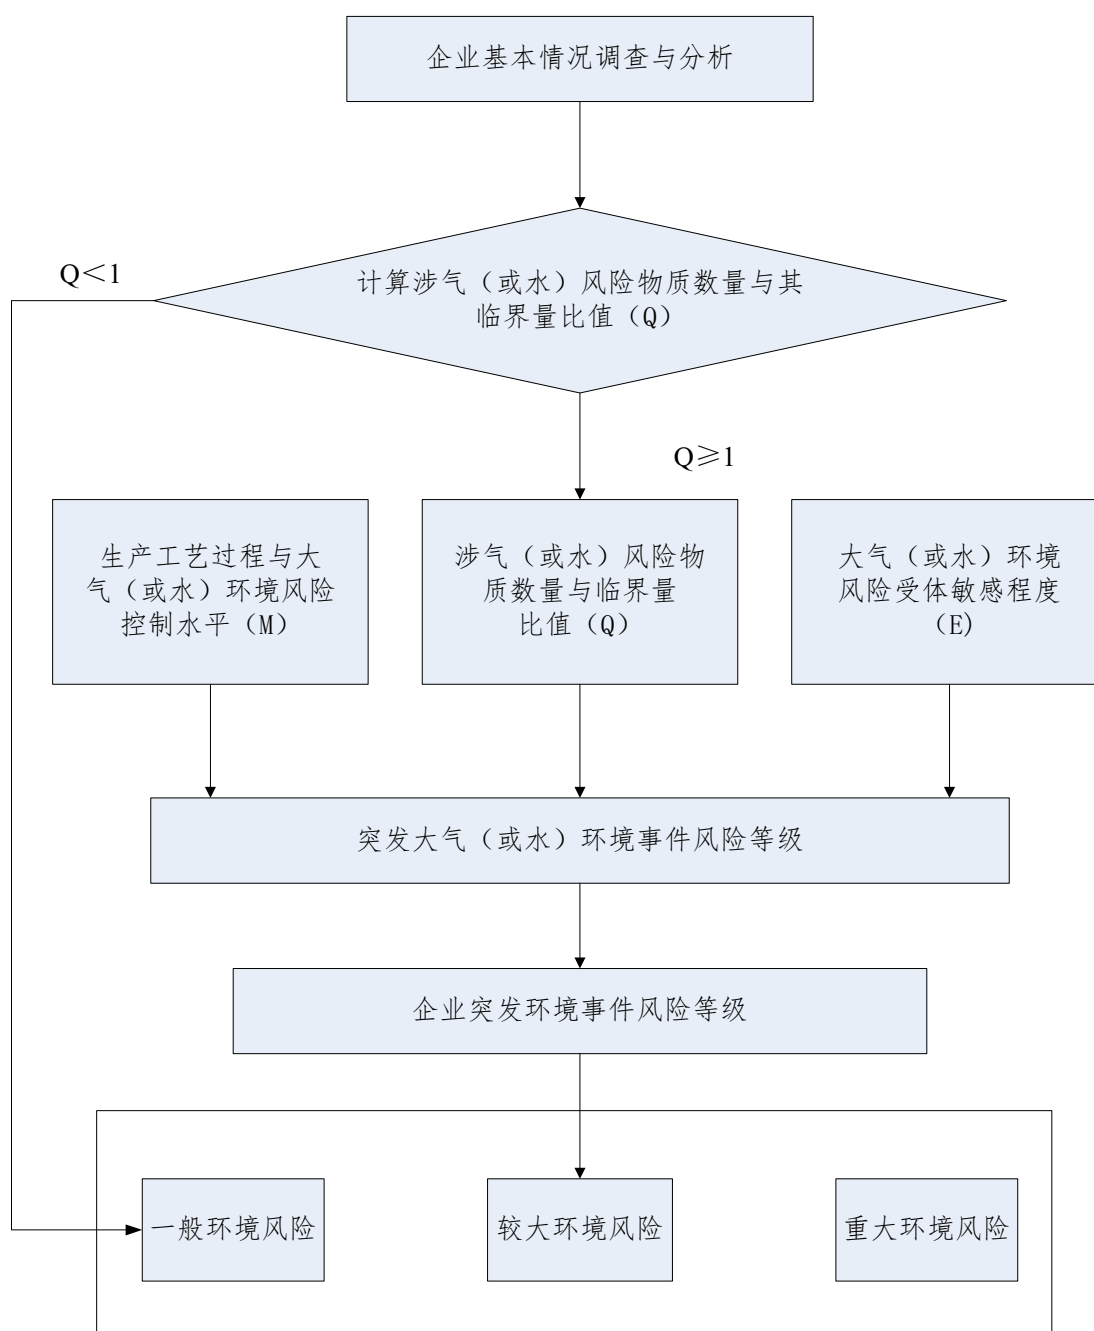 企业基本情况调查与分析
Q＜1
计算涉气（或水）风险物质数量与其
临界量比值（Q）
Q≥1
生产工艺过程与大
气（或水）环境风险
控制水平（M）
涉气（或水）风险物
质数量与临界量
比值（Q）
大气（或水）环境
风险受体敏感程度
（E)
突发大气（或水）环境事件风险等级
企业突发环境事件风险等级
一般环境风险
较大环境风险
重大环境风险